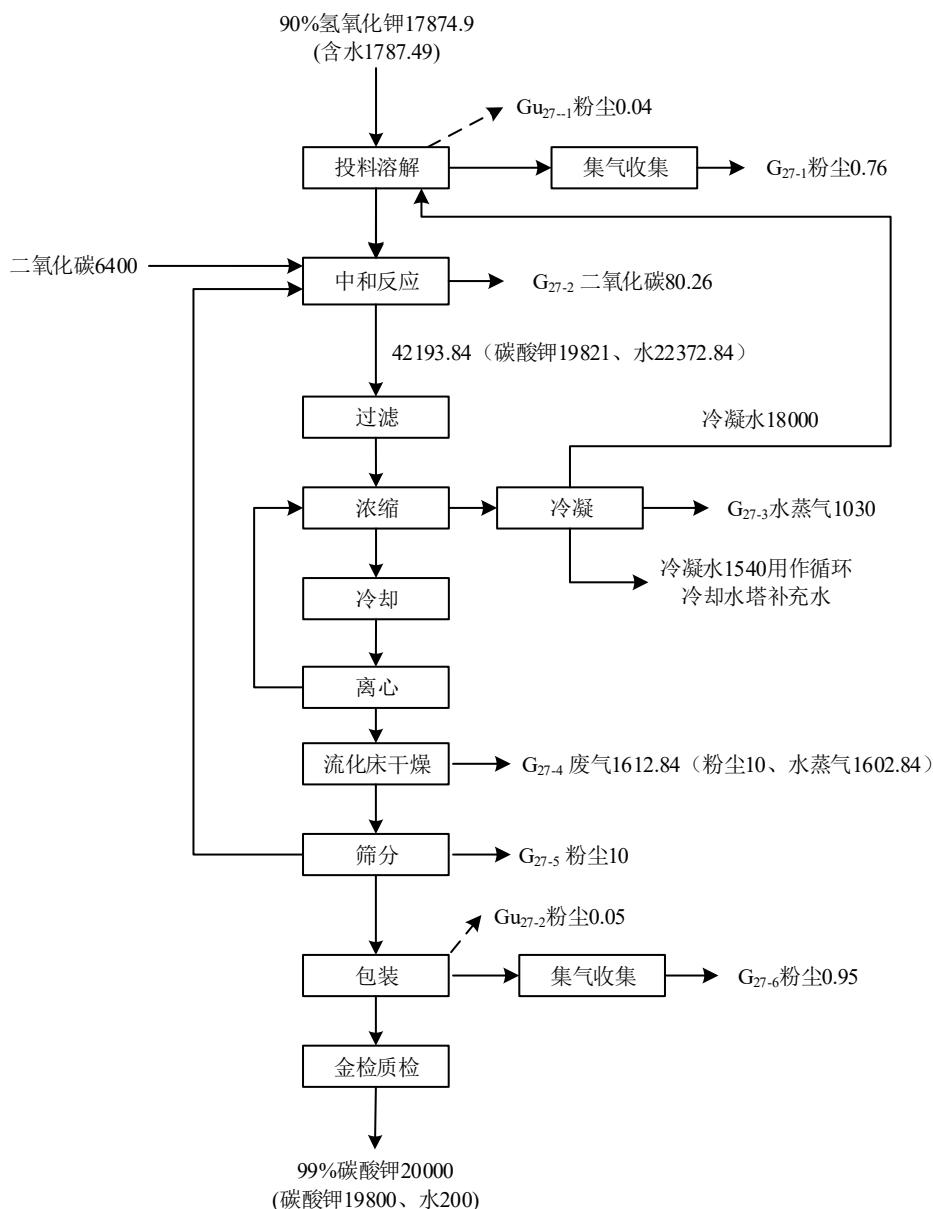 90%氢氧化钾17874.9
(含水1787.49)
Gu27--1粉尘0.04
投料溶解
集气收集
G27-1粉尘0.76
二氧化碳6400
中和反应
G27-2 二氧化碳80.26
42193.84（碳酸钾19821、水22372.84）
过滤
冷凝水18000
浓缩
冷凝
G27-3水蒸气1030
冷凝水1540用作循环
冷却水塔补充水
冷却
离心
流化床干燥
G27-4 废气1612.84（粉尘10、水蒸气1602.84）
筛分
G27-5 粉尘10
Gu27-2粉尘0.05
包装
集气收集
G27-6粉尘0.95
金检质检
99%碳酸钾20000
(碳酸钾19800、水200)